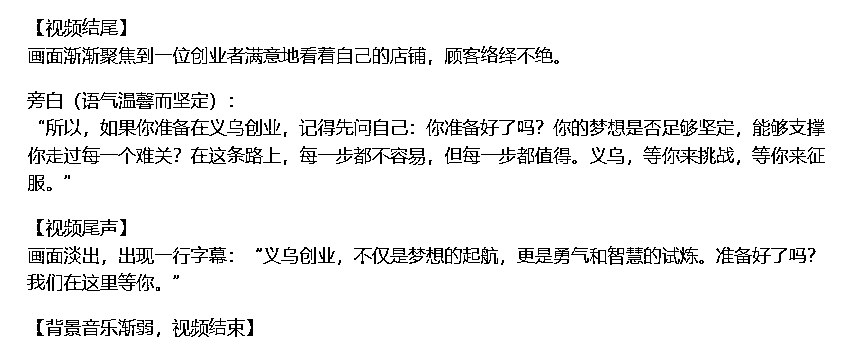 【视频结尾】
画面渐渐聚焦到一位创业者满意地看着自己的店铺，顾客络绎不绝。
旁白（语气温馨而坚定）：
“所以，如果你准备在义乌创业，记得先问自己：你准备好了吗？你的梦想是否足够坚定，能够支撑
你走过每一个难关？在这条路上，每一步都不容易，但每一步都值得。义乌，等你来挑战，等你来征
服。”
【视频尾声】
画面淡出，出现一行字幕：“义乌创业，不仅是梦想的起航，更是勇气和智慧的试炼。准备好了吗？
我们在这里等你。”
【背景音乐渐弱，视频结束】